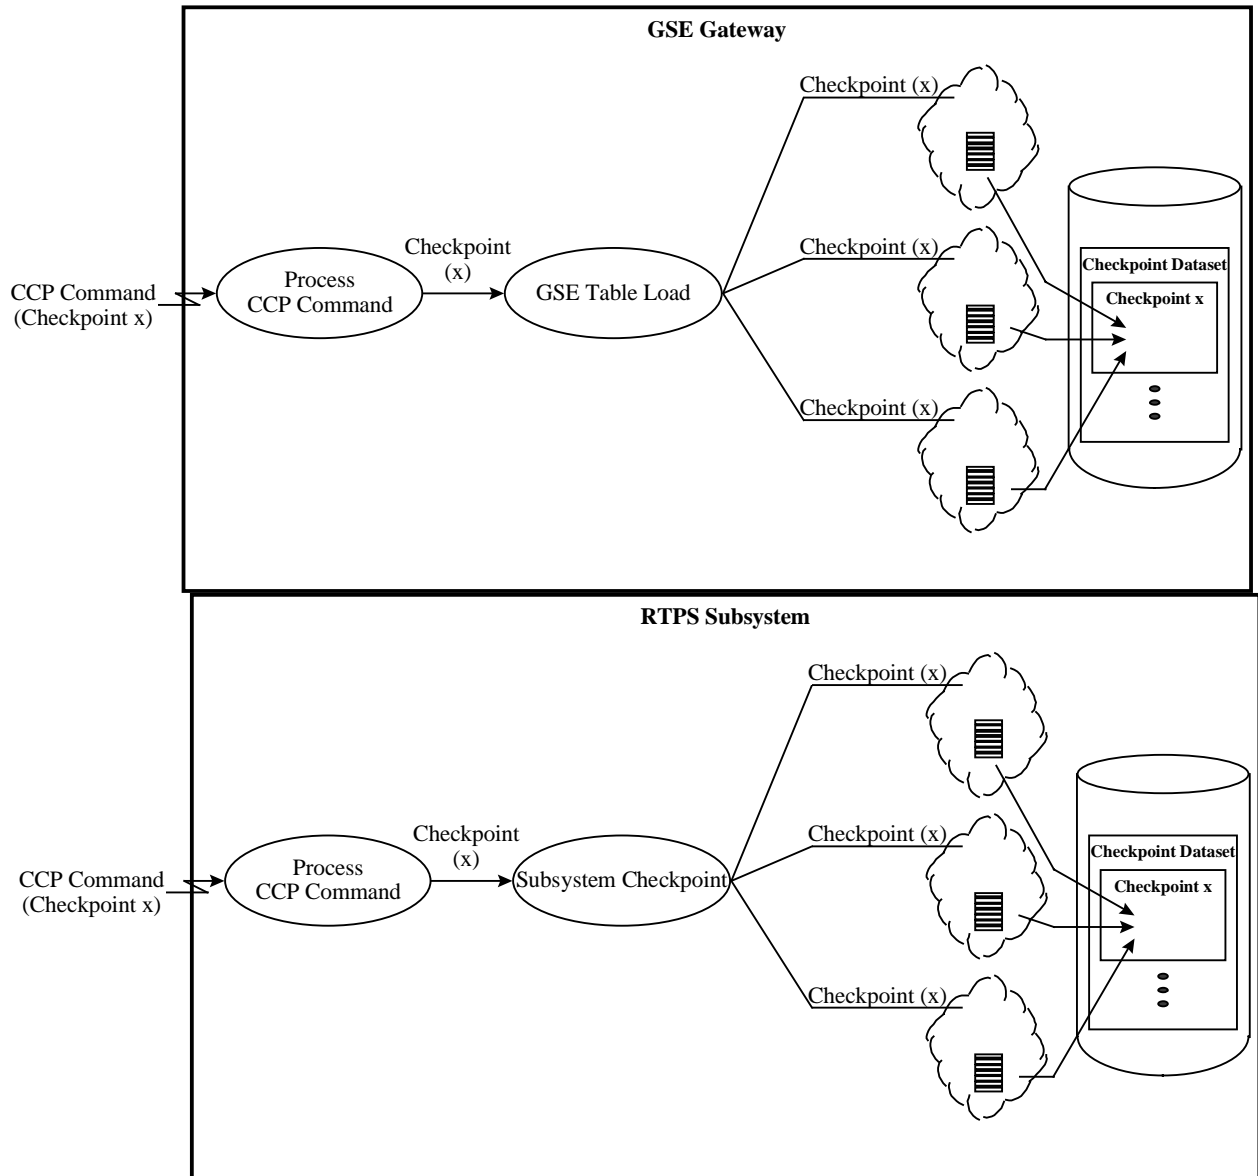 GSE Gateway
Checkpoint (x)
Checkpoint (x)
Checkpoint (x)
CCP Command
(Checkpoint x)
Process
CCP Command
Checkpoint
(x)
GSE Table Load
Checkpoint Dataset
Checkpoint x
RTPS Subsystem
Checkpoint (x)
Checkpoint (x)
Checkpoint (x)
CCP Command
(Checkpoint x)
Process
CCP Command
Checkpoint
(x)
Subsystem Checkpoint
Checkpoint Dataset
Checkpoint x